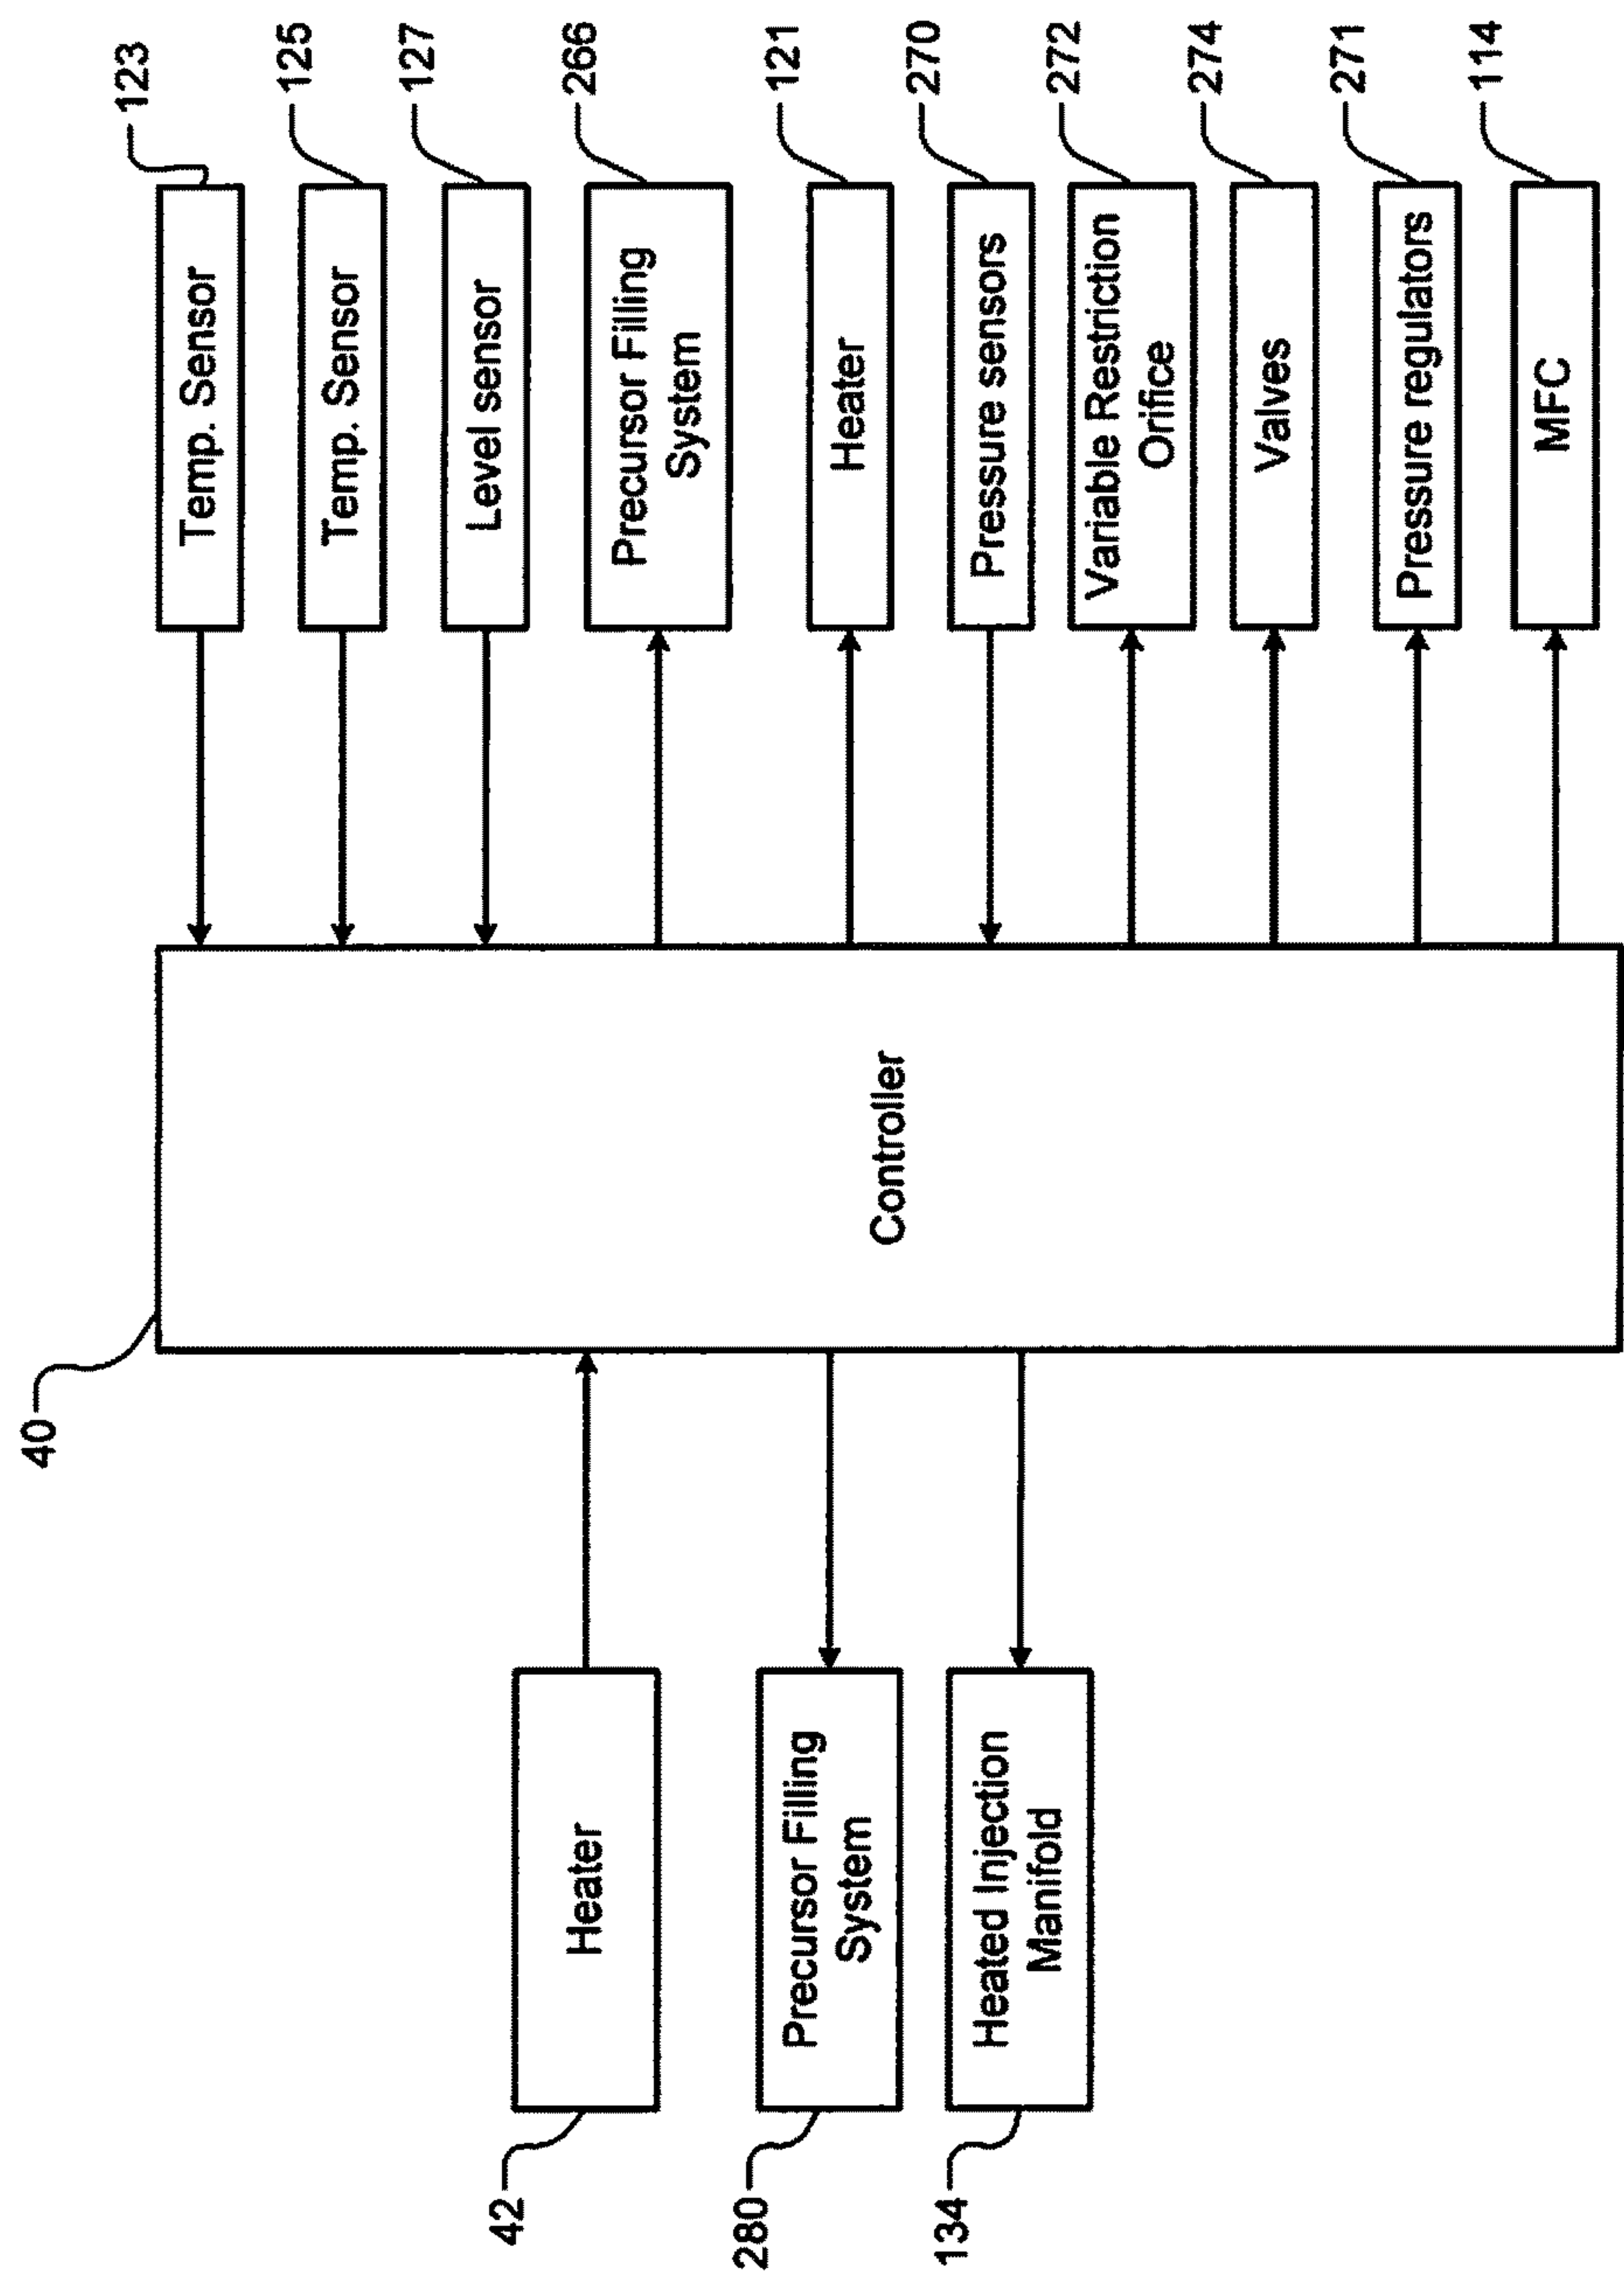 40
Controller
42
Heater
280
Precursor Filling
System
134
Heated Injection
Manifold
Temp. Sensor
123
Temp. Sensor
125
Level sensor
127
Precursor Filling
System
266
Heater
121
Pressure sensors
270
Variable Restriction
Orifice
272
Valves
274
Pressure regulators
271
MFC
114